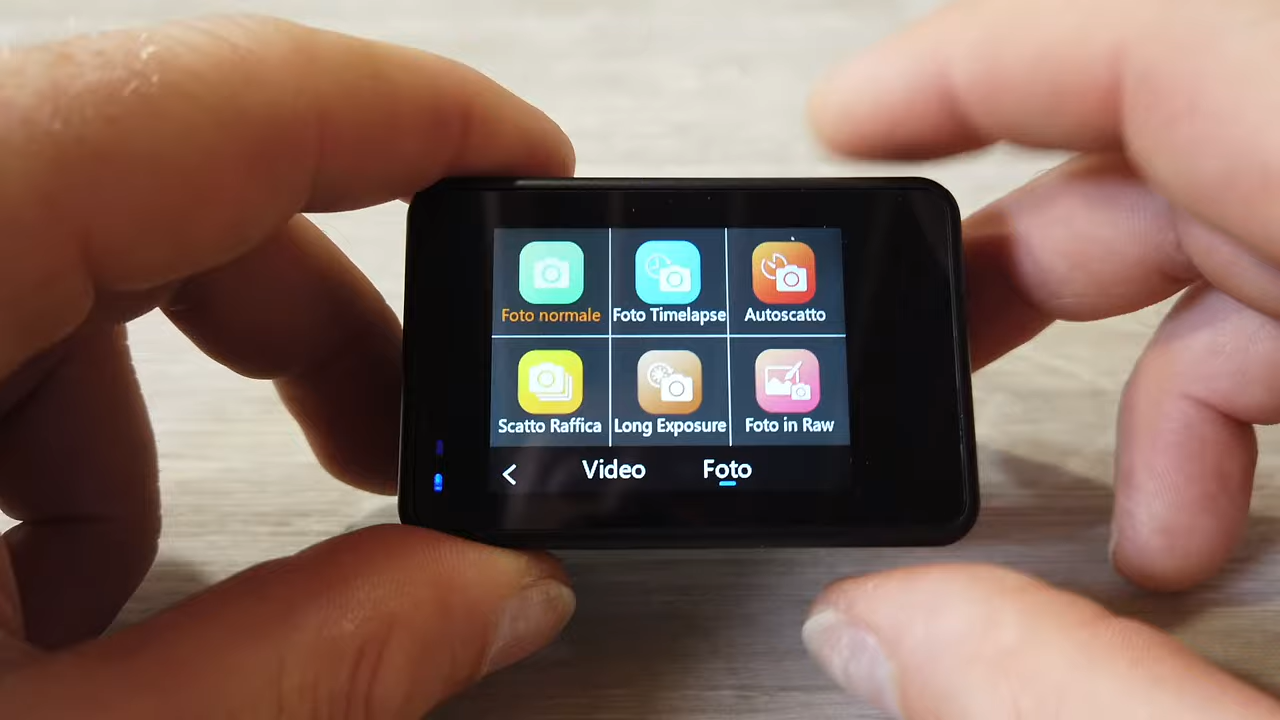 Foto normale
Foto Timelapse
Autoscatto
Scatto Raffica
Long Exposure
Foto in Raw
Video
Foto